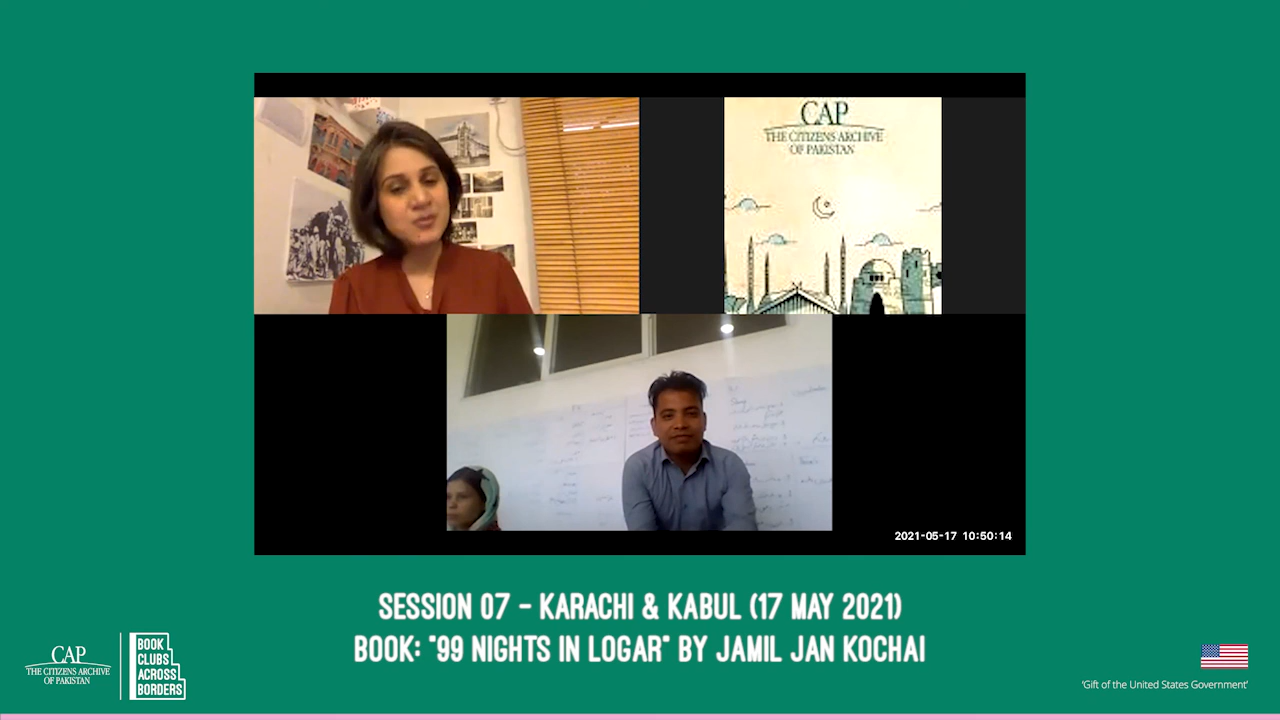 CAP
THE CITIZENS ARCHIVE
OF PAKISTAN
2021-05-17 10:50:14
SESSION 07 - KARACHI & KABUL (17 MAY 2021)
BOOK: "99 NIGHTS IN LOGAR" BY JAMIL JAN KOCHAI
CAP
THE CITIZENS ARCHIVE
OF PAKISTAN
BOOK
CLUBS
ACROSS
BORDERS
'Gift of the United States Government'